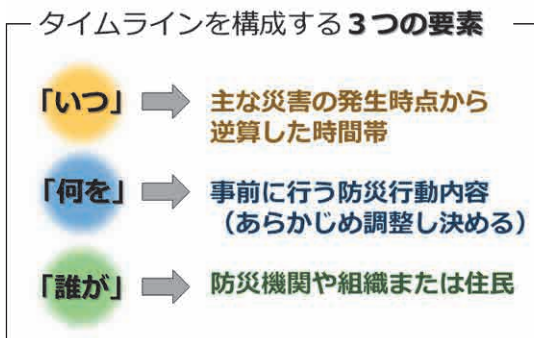 タイムラインを構成する3つの要素
「いつ」
主な災害の発生時点から
逆算した時間帯
「何を」
事前に行う防災行動内容
（あらかじめ調整し決める）
「誰が」
防災機関や組織または住民